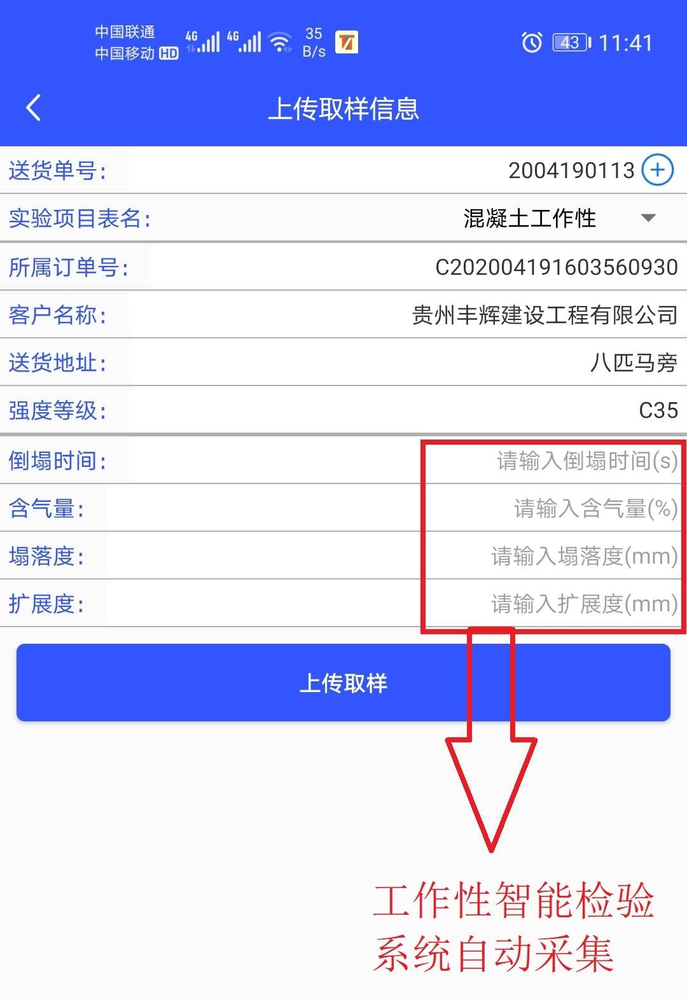 中国联通
中国移动 HD 4G 4G 35 B/s 43 11:41
上传取样信息
送货单号: 2004190113
实验项目表名: 混凝土工作性
所属订单号: C202004191603560930
客户名称: 贵州丰辉建设工程有限公司
送货地址: 八匹马旁
强度等级: C35
倒塌时间: 请输入倒塌时间(s)
含气量: 请输入含气量(%)
塌落度: 请输入塌落度(mm)
扩展度: 请输入扩展度(mm)
上传取样
工作性智能检验
系统自动采集